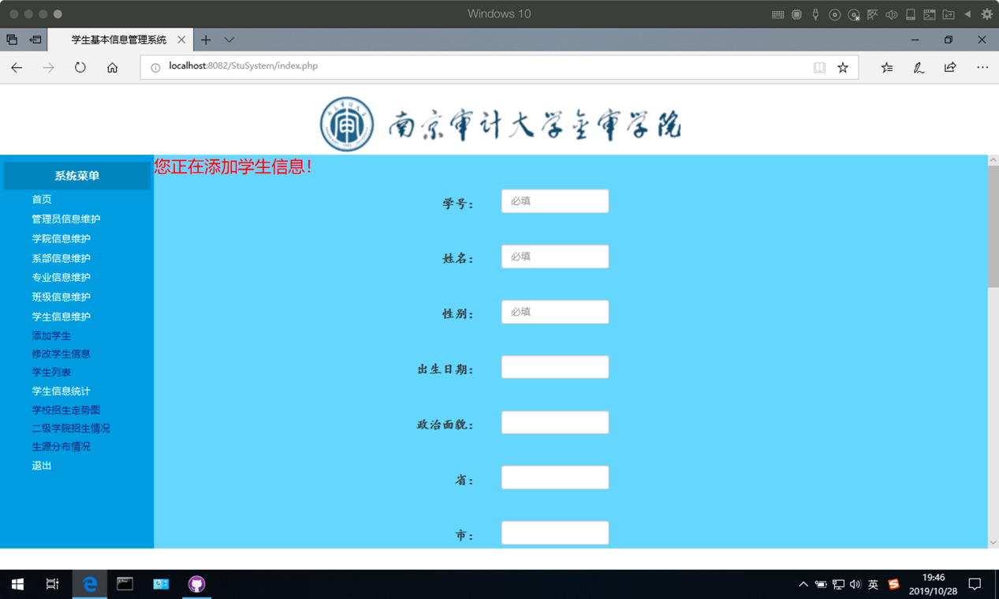 Windows 10
学生基本信息管理系统
localhost:8082/StuSystem/index.php
南京审计大学金审学院
系统菜单
首页
管理员信息维护
学院信息维护
系部信息维护
专业信息维护
班级信息维护
学生信息维护
添加学生
修改学生信息
学生列表
学生信息统计
学校招生走势图
二级学院招生情况
生源分布情况
退出
您正在添加学生信息!
学号: 必填
姓名: 必填
性别: 必填
出生日期:
政治面貌:
省:
市:
英
19:46
2019/10/28